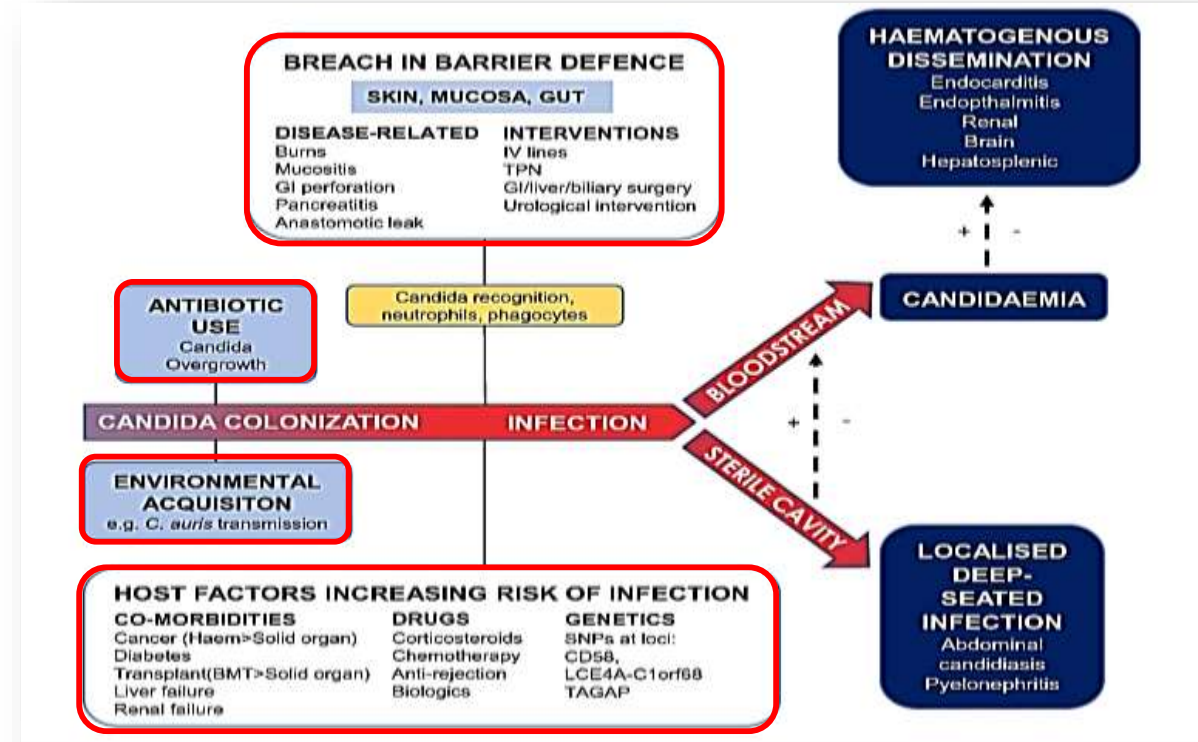 BREACH IN BARRIER DEFENCE
SKIN, MUCOSA, GUT
DISEASE-RELATED
Burns
Mucositis
GI perforation
Pancreatitis
Anastomotic leak
INTERVENTIONS
IV lines
TPN
GI/liver/biliary surgery
Urological intervention
HAEMATOGENOUS
DISSEMINATION
Endocarditis
Endopthalmitis
Renal
Brain
Hepatosplenic
+ -
ANTIBIOTIC
USE
Candida
Overgrowth
Candida recognition,
neutrophils, phagocytes
BLOODSTREAM
CANDIDAEMIA
CANDIDA COLONIZATION
INFECTION
+ -
STERILE CAVITY
ENVIRONMENTAL
ACQUISITON
e.g. C. auris transmission
HOST FACTORS INCREASING RISK OF INFECTION
CO-MORBIDITIES
Cancer (Haem>Solid organ)
Diabetes
Transplant(BMT>Solid organ)
Liver failure
Renal failure
DRUGS
Corticosteroids
Chemotherapy
Anti-rejection
Biologics
GENETICS
SNPs at loci:
CD58,
LCE4A-C1orf68
TAGAP
LOCALISED
DEEP-
SEATED
INFECTION
Abdominal
candidiasis
Pyelonephritis